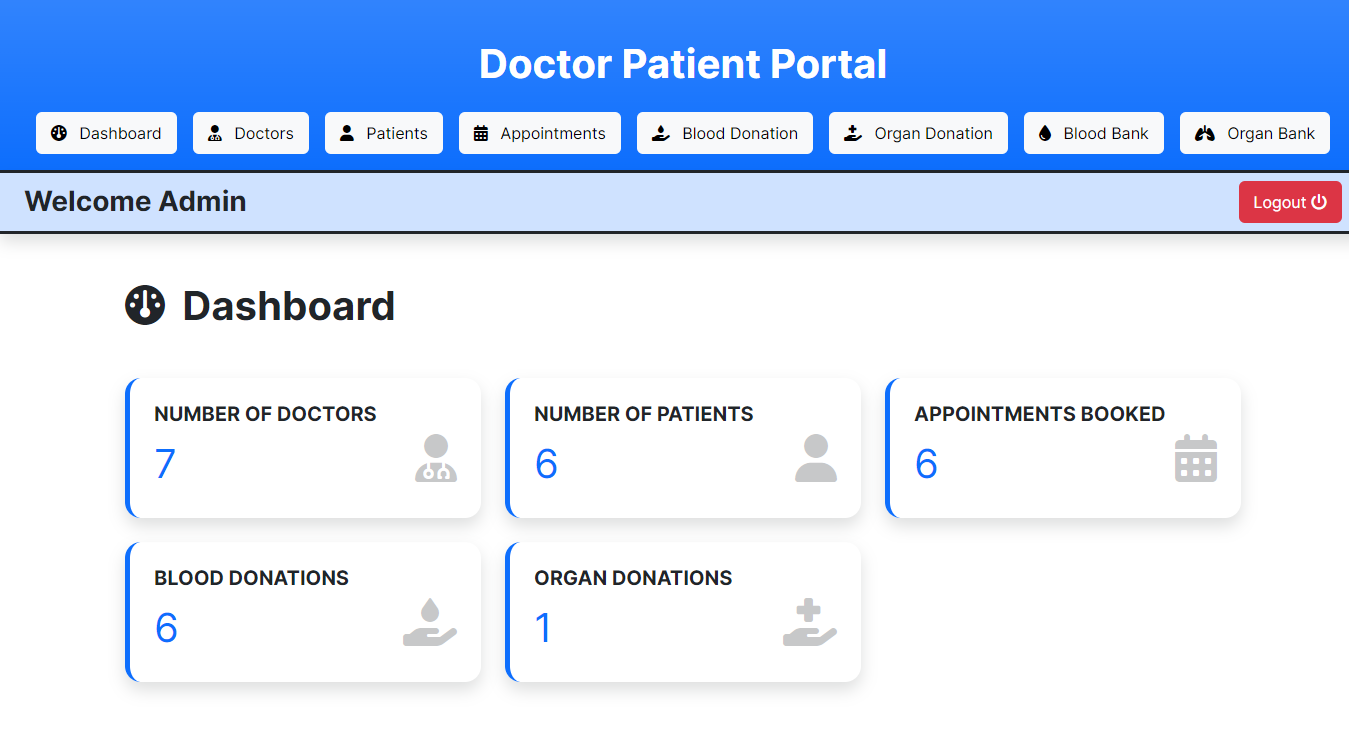 Doctor Patient Portal
Dashboard Doctors Patients Appointments Blood Donation Organ Donation Blood Bank Organ Bank
Welcome Admin Logout
Dashboard
NUMBER OF DOCTORS
7
NUMBER OF PATIENTS
6
APPOINTMENTS BOOKED
6
BLOOD DONATIONS
6
ORGAN DONATIONS
1